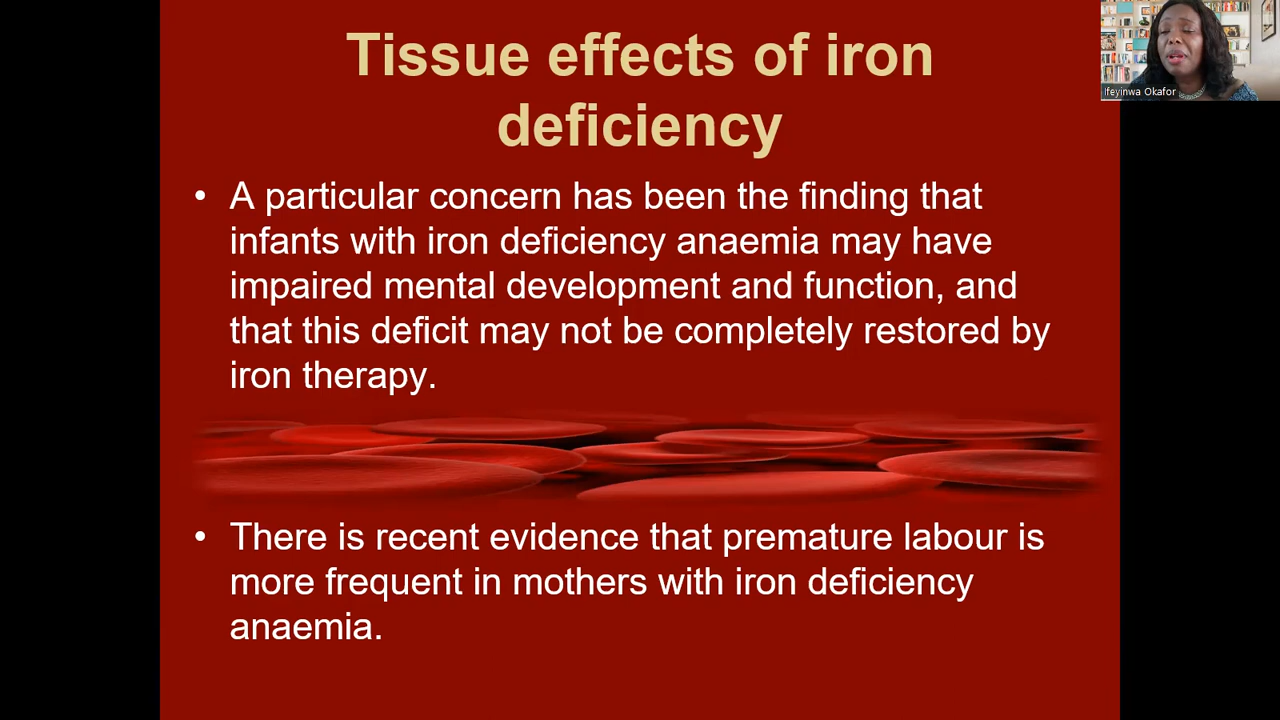 Tissue effects of iron
deficiency
• A particular concern has been the finding that
infants with iron deficiency anaemia may have
impaired mental development and function, and
that this deficit may not be completely restored by
iron therapy.
• There is recent evidence that premature labour is
more frequent in mothers with iron deficiency
anaemia.
ifeyinwa Okafor